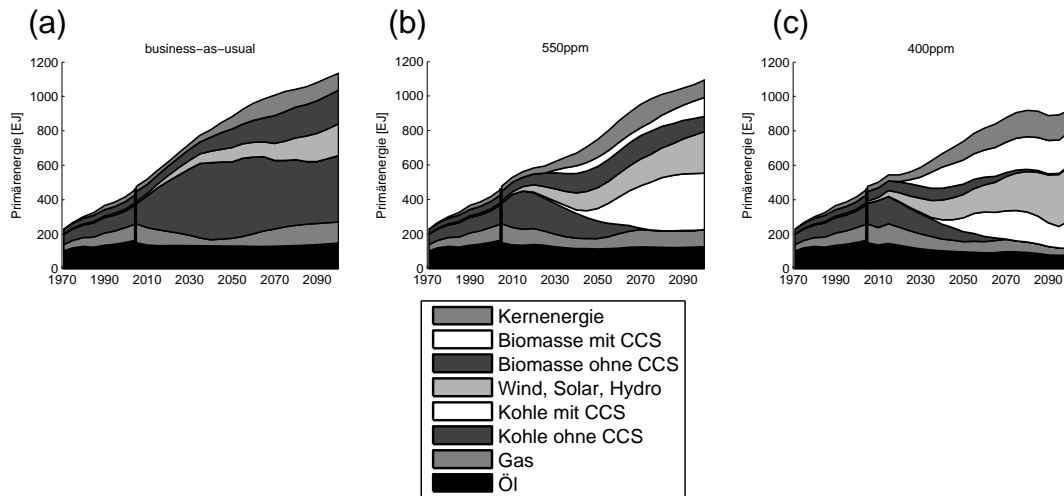 (a)
business-as-usual
1200
1000
800
600
400
200
0
Primärenergie [EJ]
1970 1990 2010 2030 2050 2070 2090
(b)
550ppm
1200
1000
800
600
400
200
0
Primärenergie [EJ]
1970 1990 2010 2030 2050 2070 2090
(c)
400ppm
1200
1000
800
600
400
200
0
Primärenergie [EJ]
1970 1990 2010 2030 2050 2070 2090
Kernenergie
Biomasse mit CCS
Biomasse ohne CCS
Wind, Solar, Hydro
Kohle mit CCS
Kohle ohne CCS
Gas
Öl